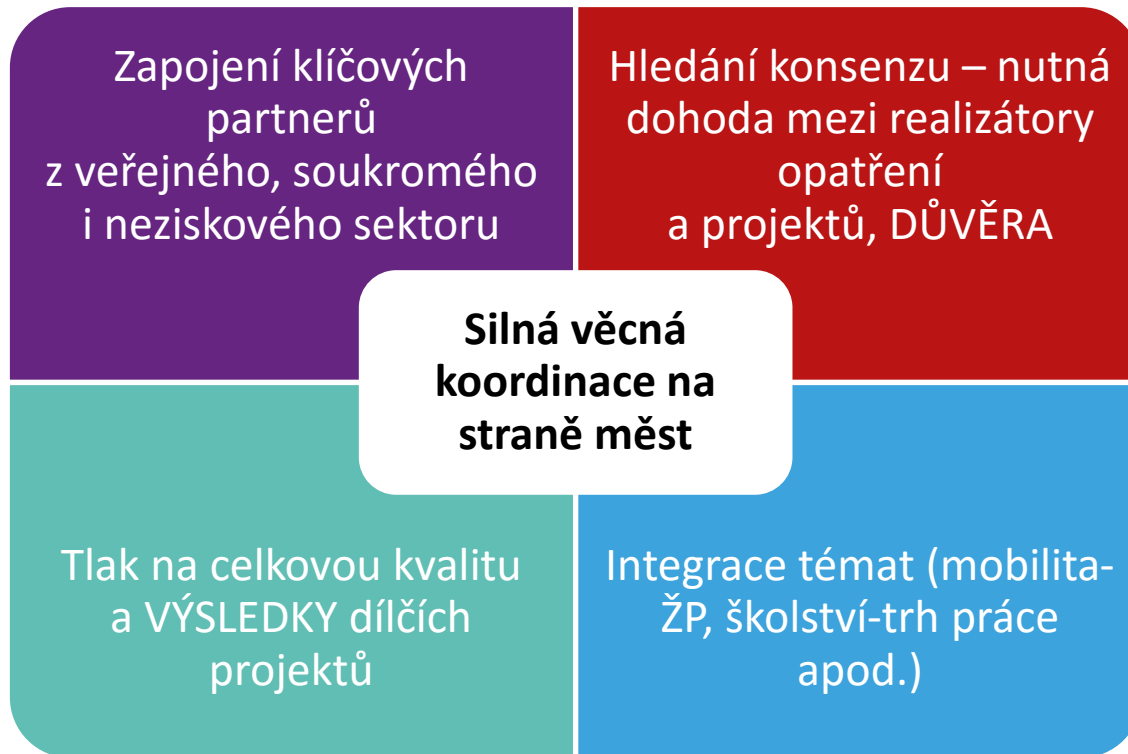 Zapojení klíčových
partnerů
z veřejného, soukromého
i neziskového sektoru
Hledání konsenzu – nutná
dohoda mezi realizátory
opatření
a projektů, DŮVĚRA
Silná věcná
koordinace na
straně měst
Tlak na celkovou kvalitu
a VÝSLEDKY dílčích
projektů
Integrace témat (mobilita-
ŽP, školství-trh práce
apod.)